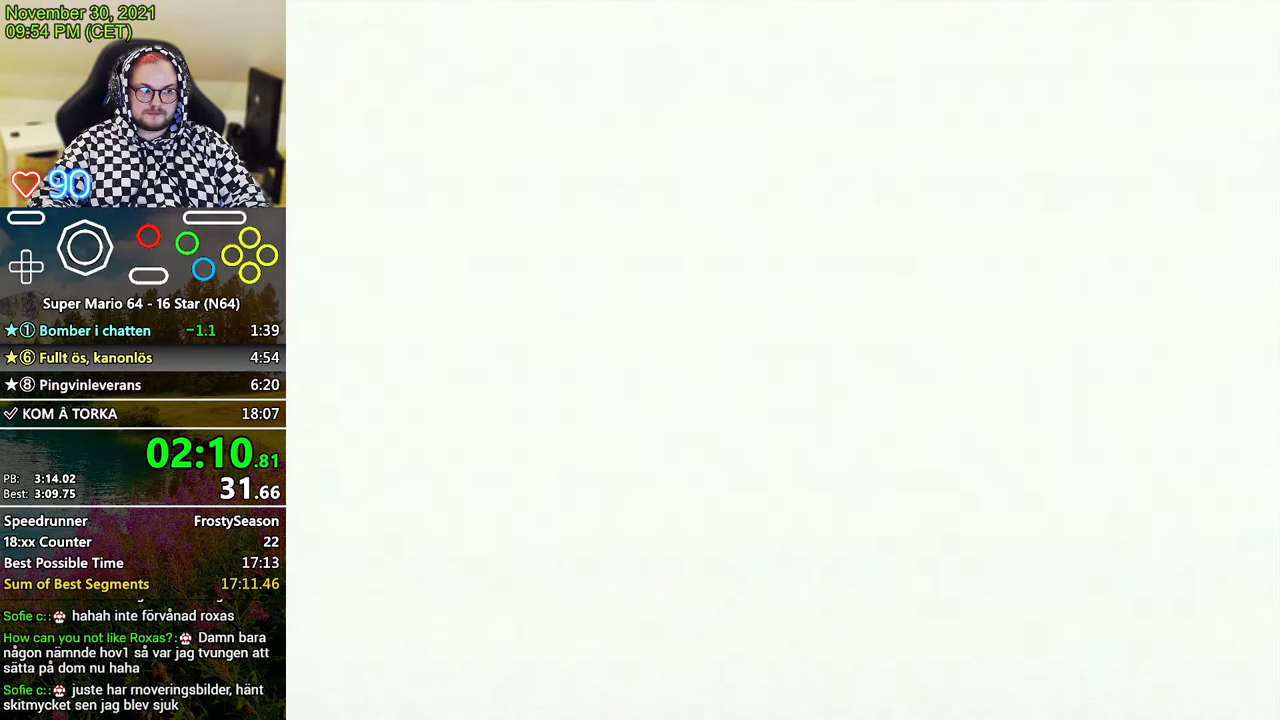 November 30, 2021
09:54 PM (CET)
90
Super Mario 64 - 16 Star (N64)
★① Bomber i chatten −1.1 1:39
★⑥ Fullt ös, kanonlös 4:54
★⑧ Pingvinleverans 6:20
✓ KOM Å TORKA 18:07
02:10.81
PB: 3:14.02
Best: 3:09.75
31.66
Speedrunner FrostySeason
18:xx Counter 22
Best Possible Time 17:13
Sum of Best Segments 17:11.46
Sofie c:: hahah inte förvånad roxas
How can you not like Roxas?: Damn bara
någon nämnde hov1 så var jag tvungen att
sätta på dom nu haha
Sofie c:: juste har rnoveringsbilder, hänt
skitmycket sen jag blev sjuk